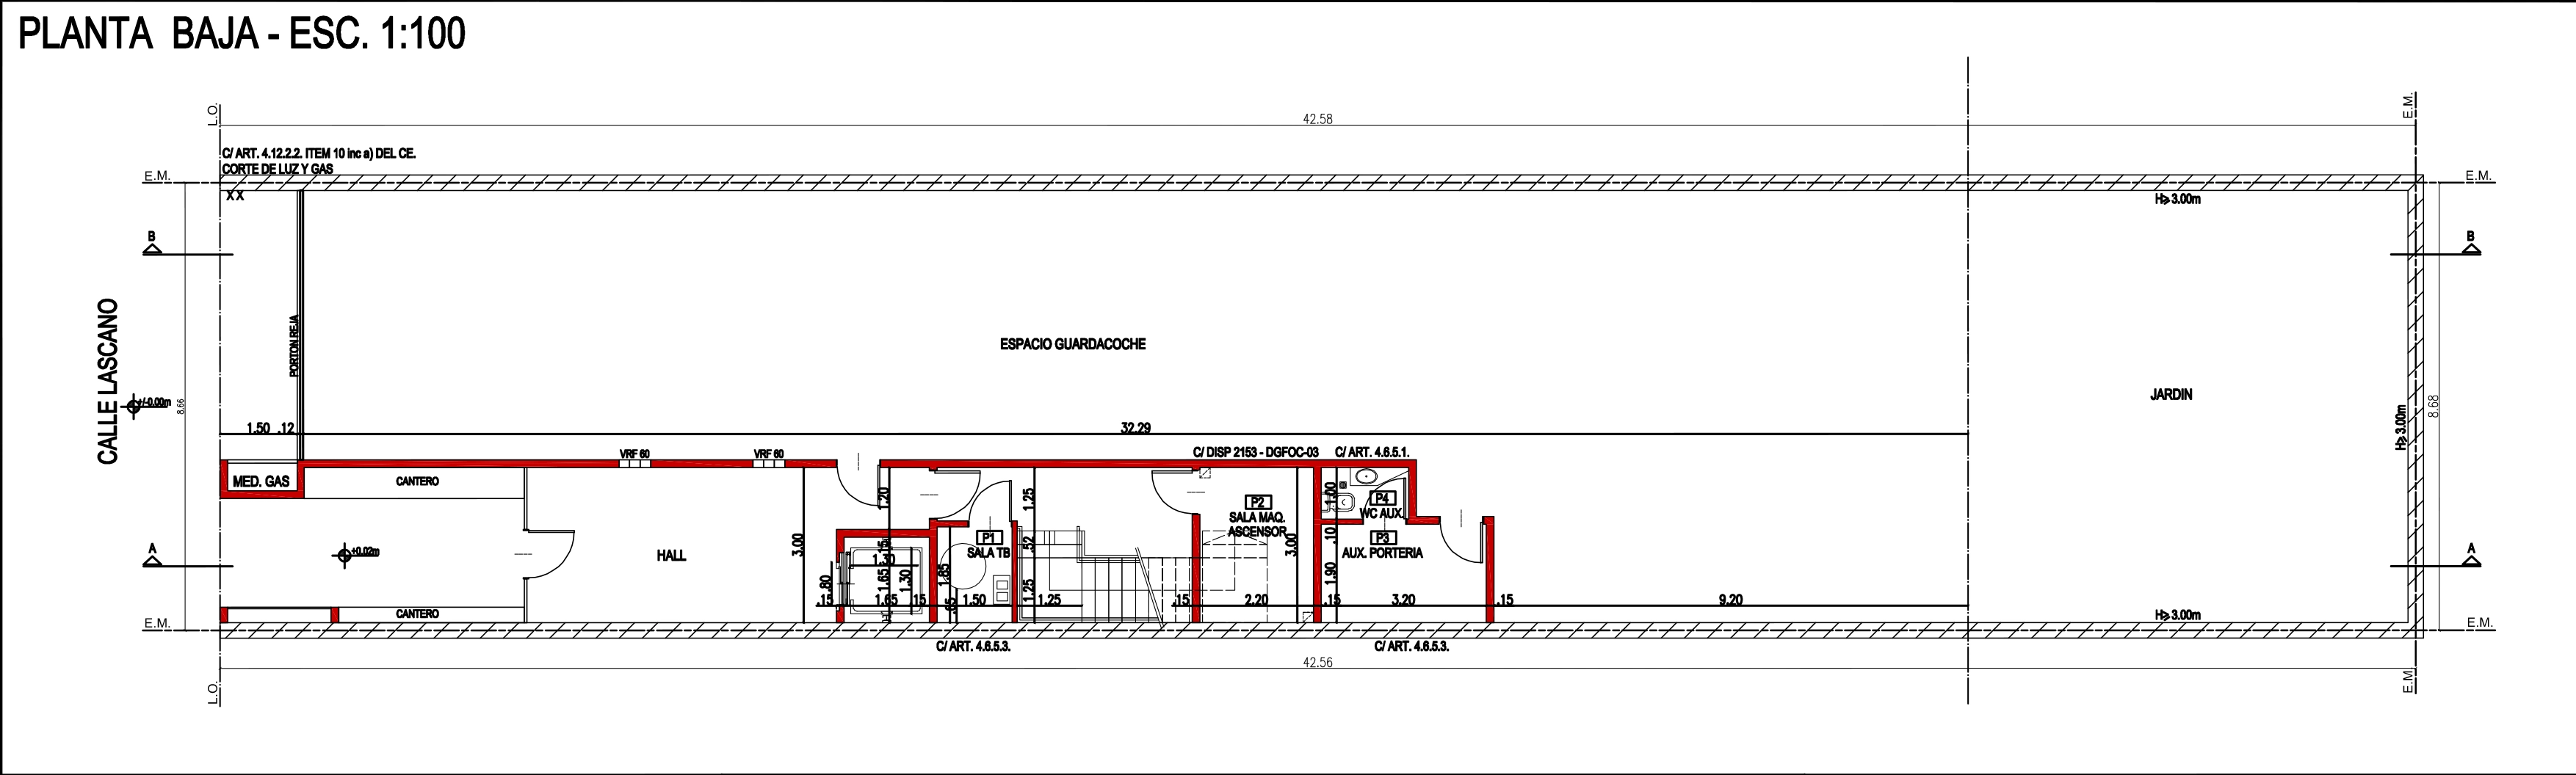 PLANTA BAJA - ESC. 1:100
L.O.
E.M.
42.58
C/ ART. 4.12.2.2. ITEM 10 inc a) DEL CE.
CORTE DE LUZ Y GAS
E.M.
E.M.
X X
H≥ 3.00m
B
B
CALLE LASCANO
+/-0.00m
8.66
PORTON REJA
ESPACIO GUARDACOCHE
JARDIN
H≥ 3.00m
8.68
1.50 .12
32.29
VRF 60
VRF 60
C/ DISP 2153 - DGFOC-03
C/ ART. 4.6.5.1.
MED. GAS
CANTERO
1.20
1.25
P2
SALA MAQ.
ASCENSOR
1.00
P4
WC AUX.
A
+0.02m
HALL
3.00
.15
1.30
P1
SALA TB
.52
3.00
.10
P3
AUX. PORTERIA
A
.80
1.65
1.30
1.85
1.25
1.90
CANTERO
.15
1.65
.15
1.50
1.25
.15
2.20
.15
3.20
.15
9.20
H≥ 3.00m
E.M.
E.M.
C/ ART. 4.6.5.3.
C/ ART. 4.6.5.3.
42.56
L.O.
E.M.